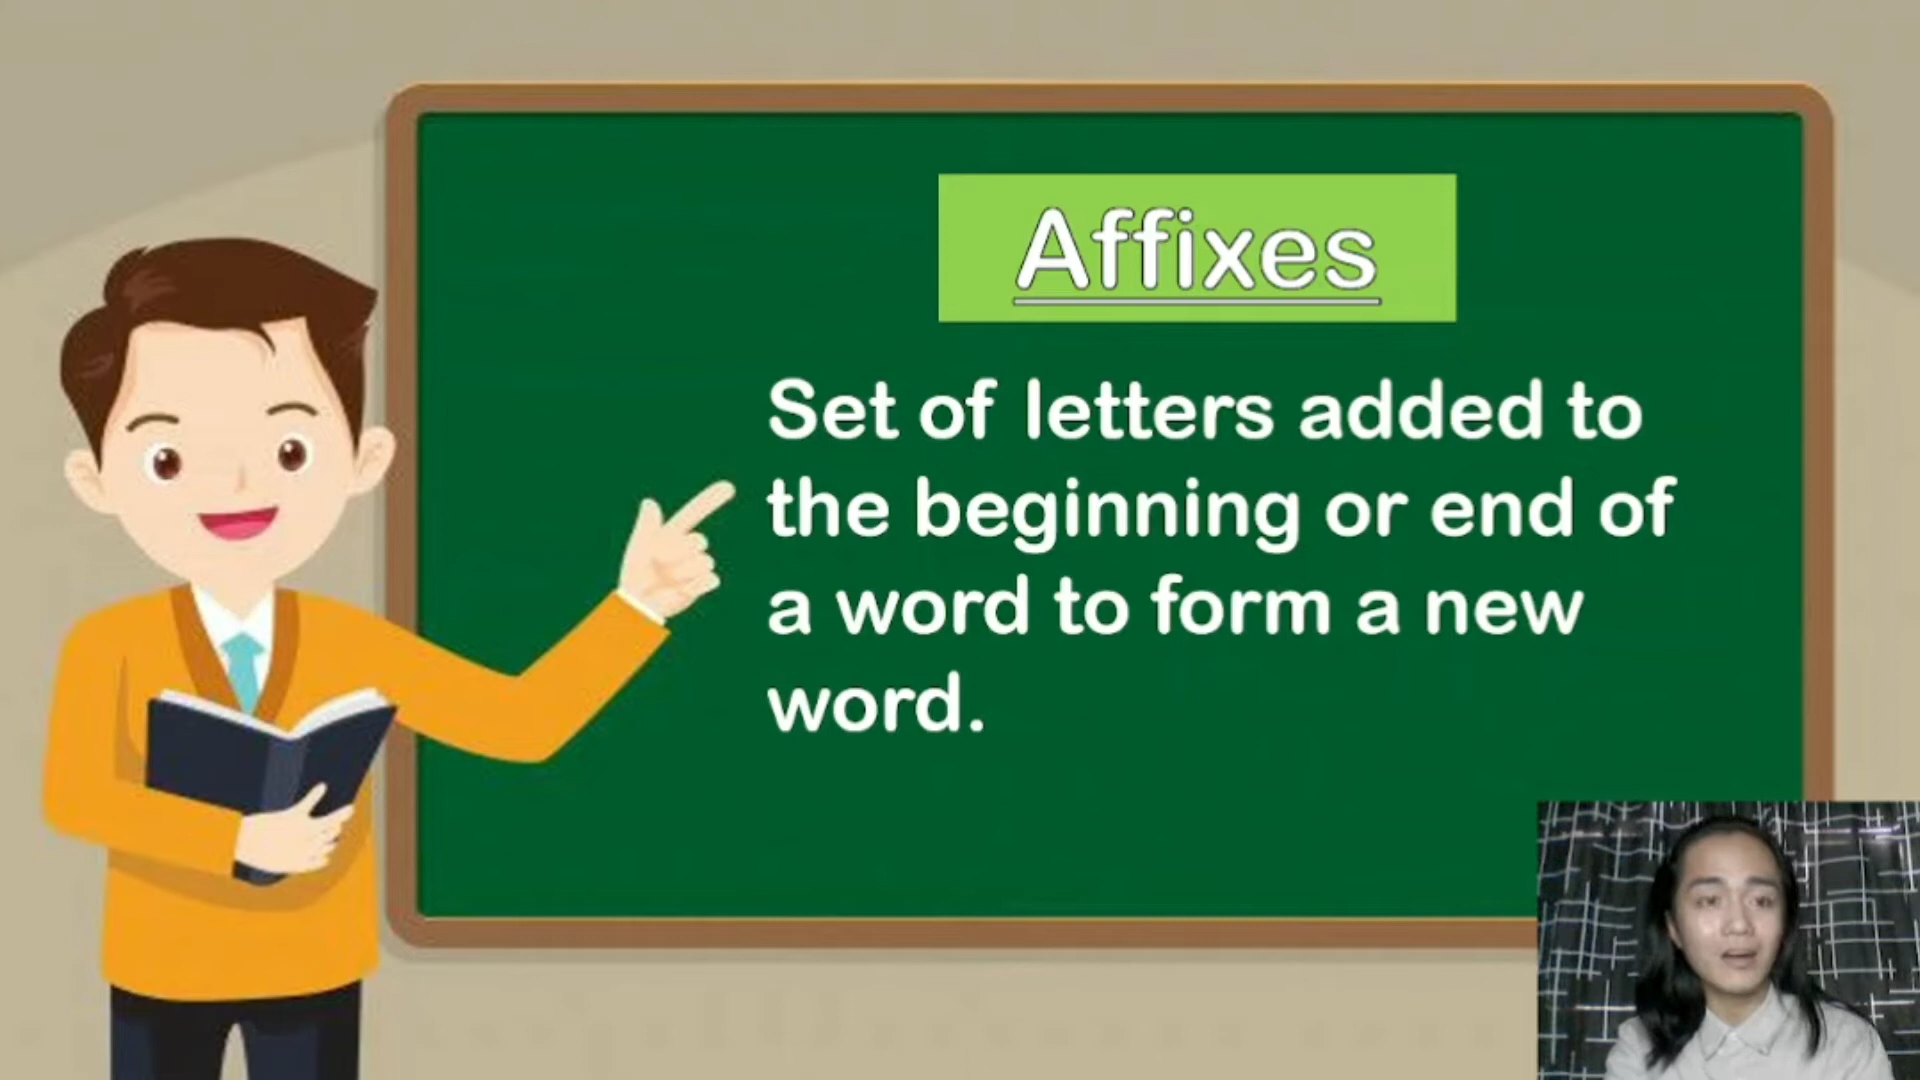 Affixes
Set of letters added to
the beginning or end of
a word to form a new
word.